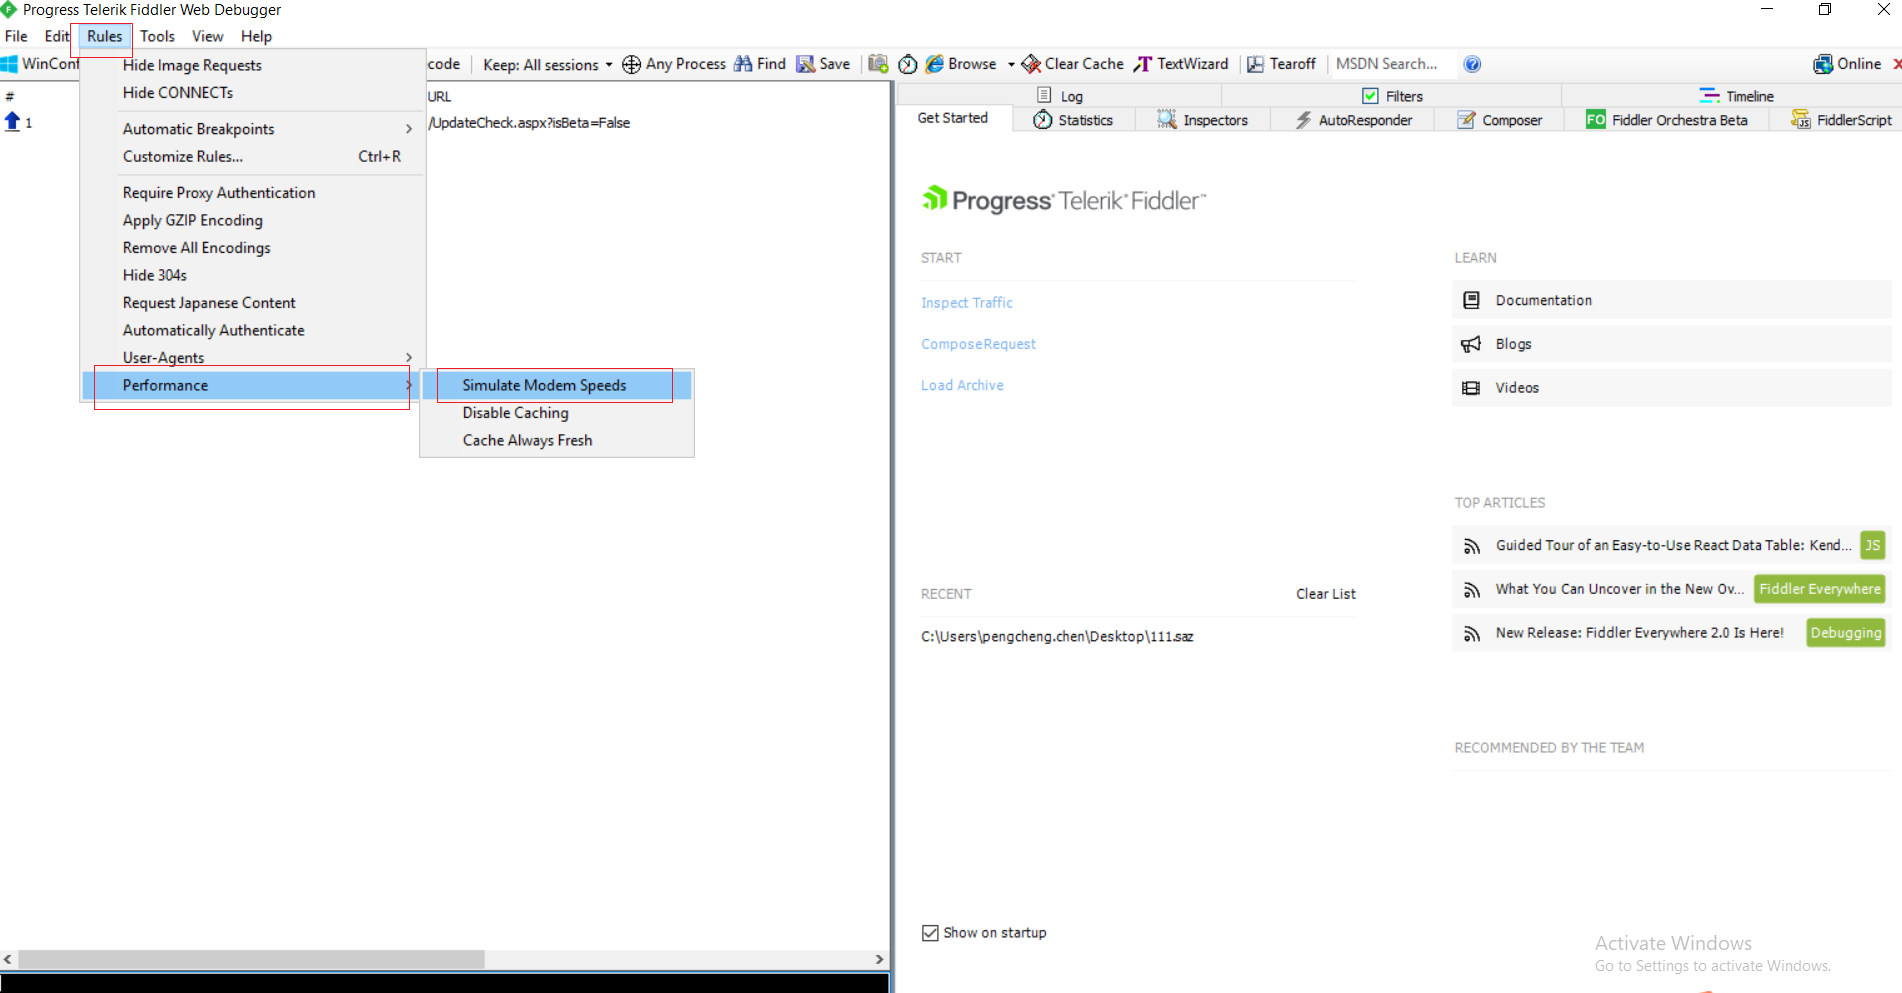 Progress Telerik Fiddler Web Debugger
File Edit Rules Tools View Help
WinConf
code Keep: All sessions Any Process Find Save Browse Clear Cache TextWizard Tearoff MSDN Search... Online
# URL
1 /UpdateCheck.aspx?isBeta=False
Hide Image Requests
Hide CONNECTs
Automatic Breakpoints
Customize Rules... Ctrl+R
Require Proxy Authentication
Apply GZIP Encoding
Remove All Encodings
Hide 304s
Request Japanese Content
Automatically Authenticate
User-Agents
Performance
Simulate Modem Speeds
Disable Caching
Cache Always Fresh
Log Filters Timeline
Get Started Statistics Inspectors AutoResponder Composer FO Fiddler Orchestra Beta FiddlerScript
Progress Telerik Fiddler™
START
Inspect Traffic
Compose Request
Load Archive
RECENT Clear List
C:\Users\pengcheng.chen\Desktop\111.saz
Show on startup
LEARN
Documentation
Blogs
Videos
TOP ARTICLES
Guided Tour of an Easy-to-Use React Data Table: Kend... JS
What You Can Uncover in the New Ov... Fiddler Everywhere
New Release: Fiddler Everywhere 2.0 Is Here! Debugging
RECOMMENDED BY THE TEAM
Activate Windows
Go to Settings to activate Windows.